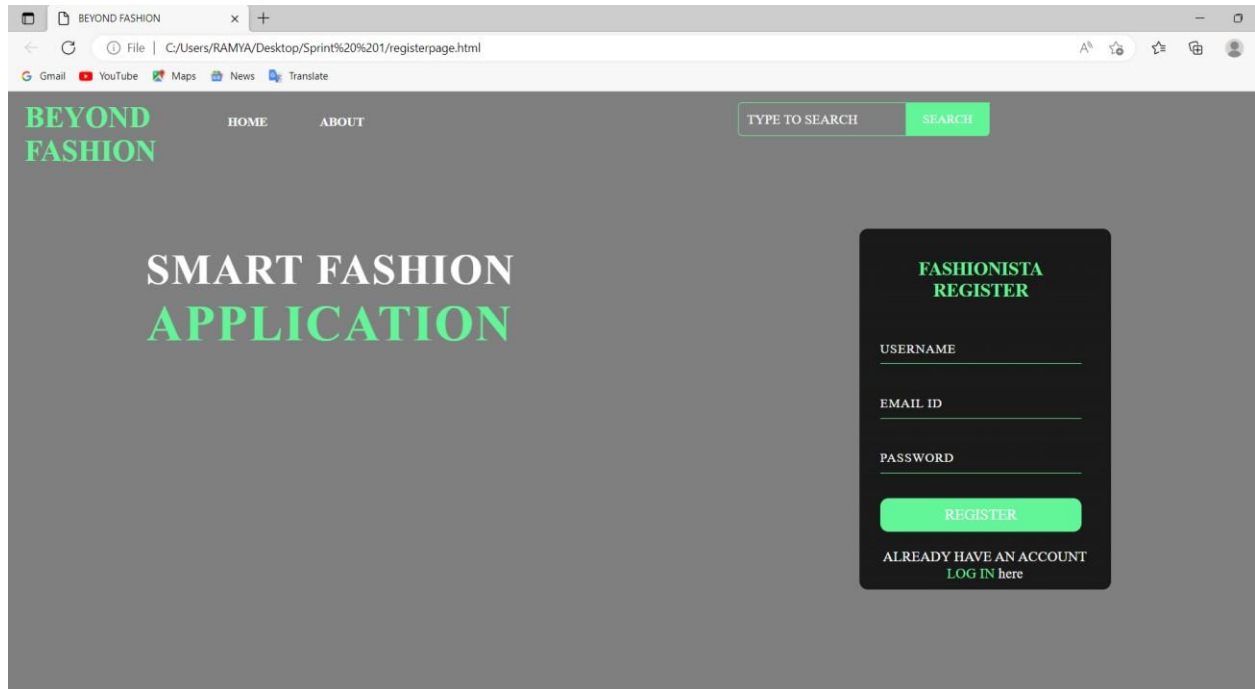 BEYOND FASHION
File | C:/Users/RAMYA/Desktop/Sprint%20%201/registerpage.html
Gmail YouTube Maps News Translate
BEYOND
FASHION
HOME ABOUT
TYPE TO SEARCH SEARCH
SMART FASHION
APPLICATION
FASHIONISTA
REGISTER
USERNAME
EMAIL ID
PASSWORD
REGISTER
ALREADY HAVE AN ACCOUNT
LOG IN here